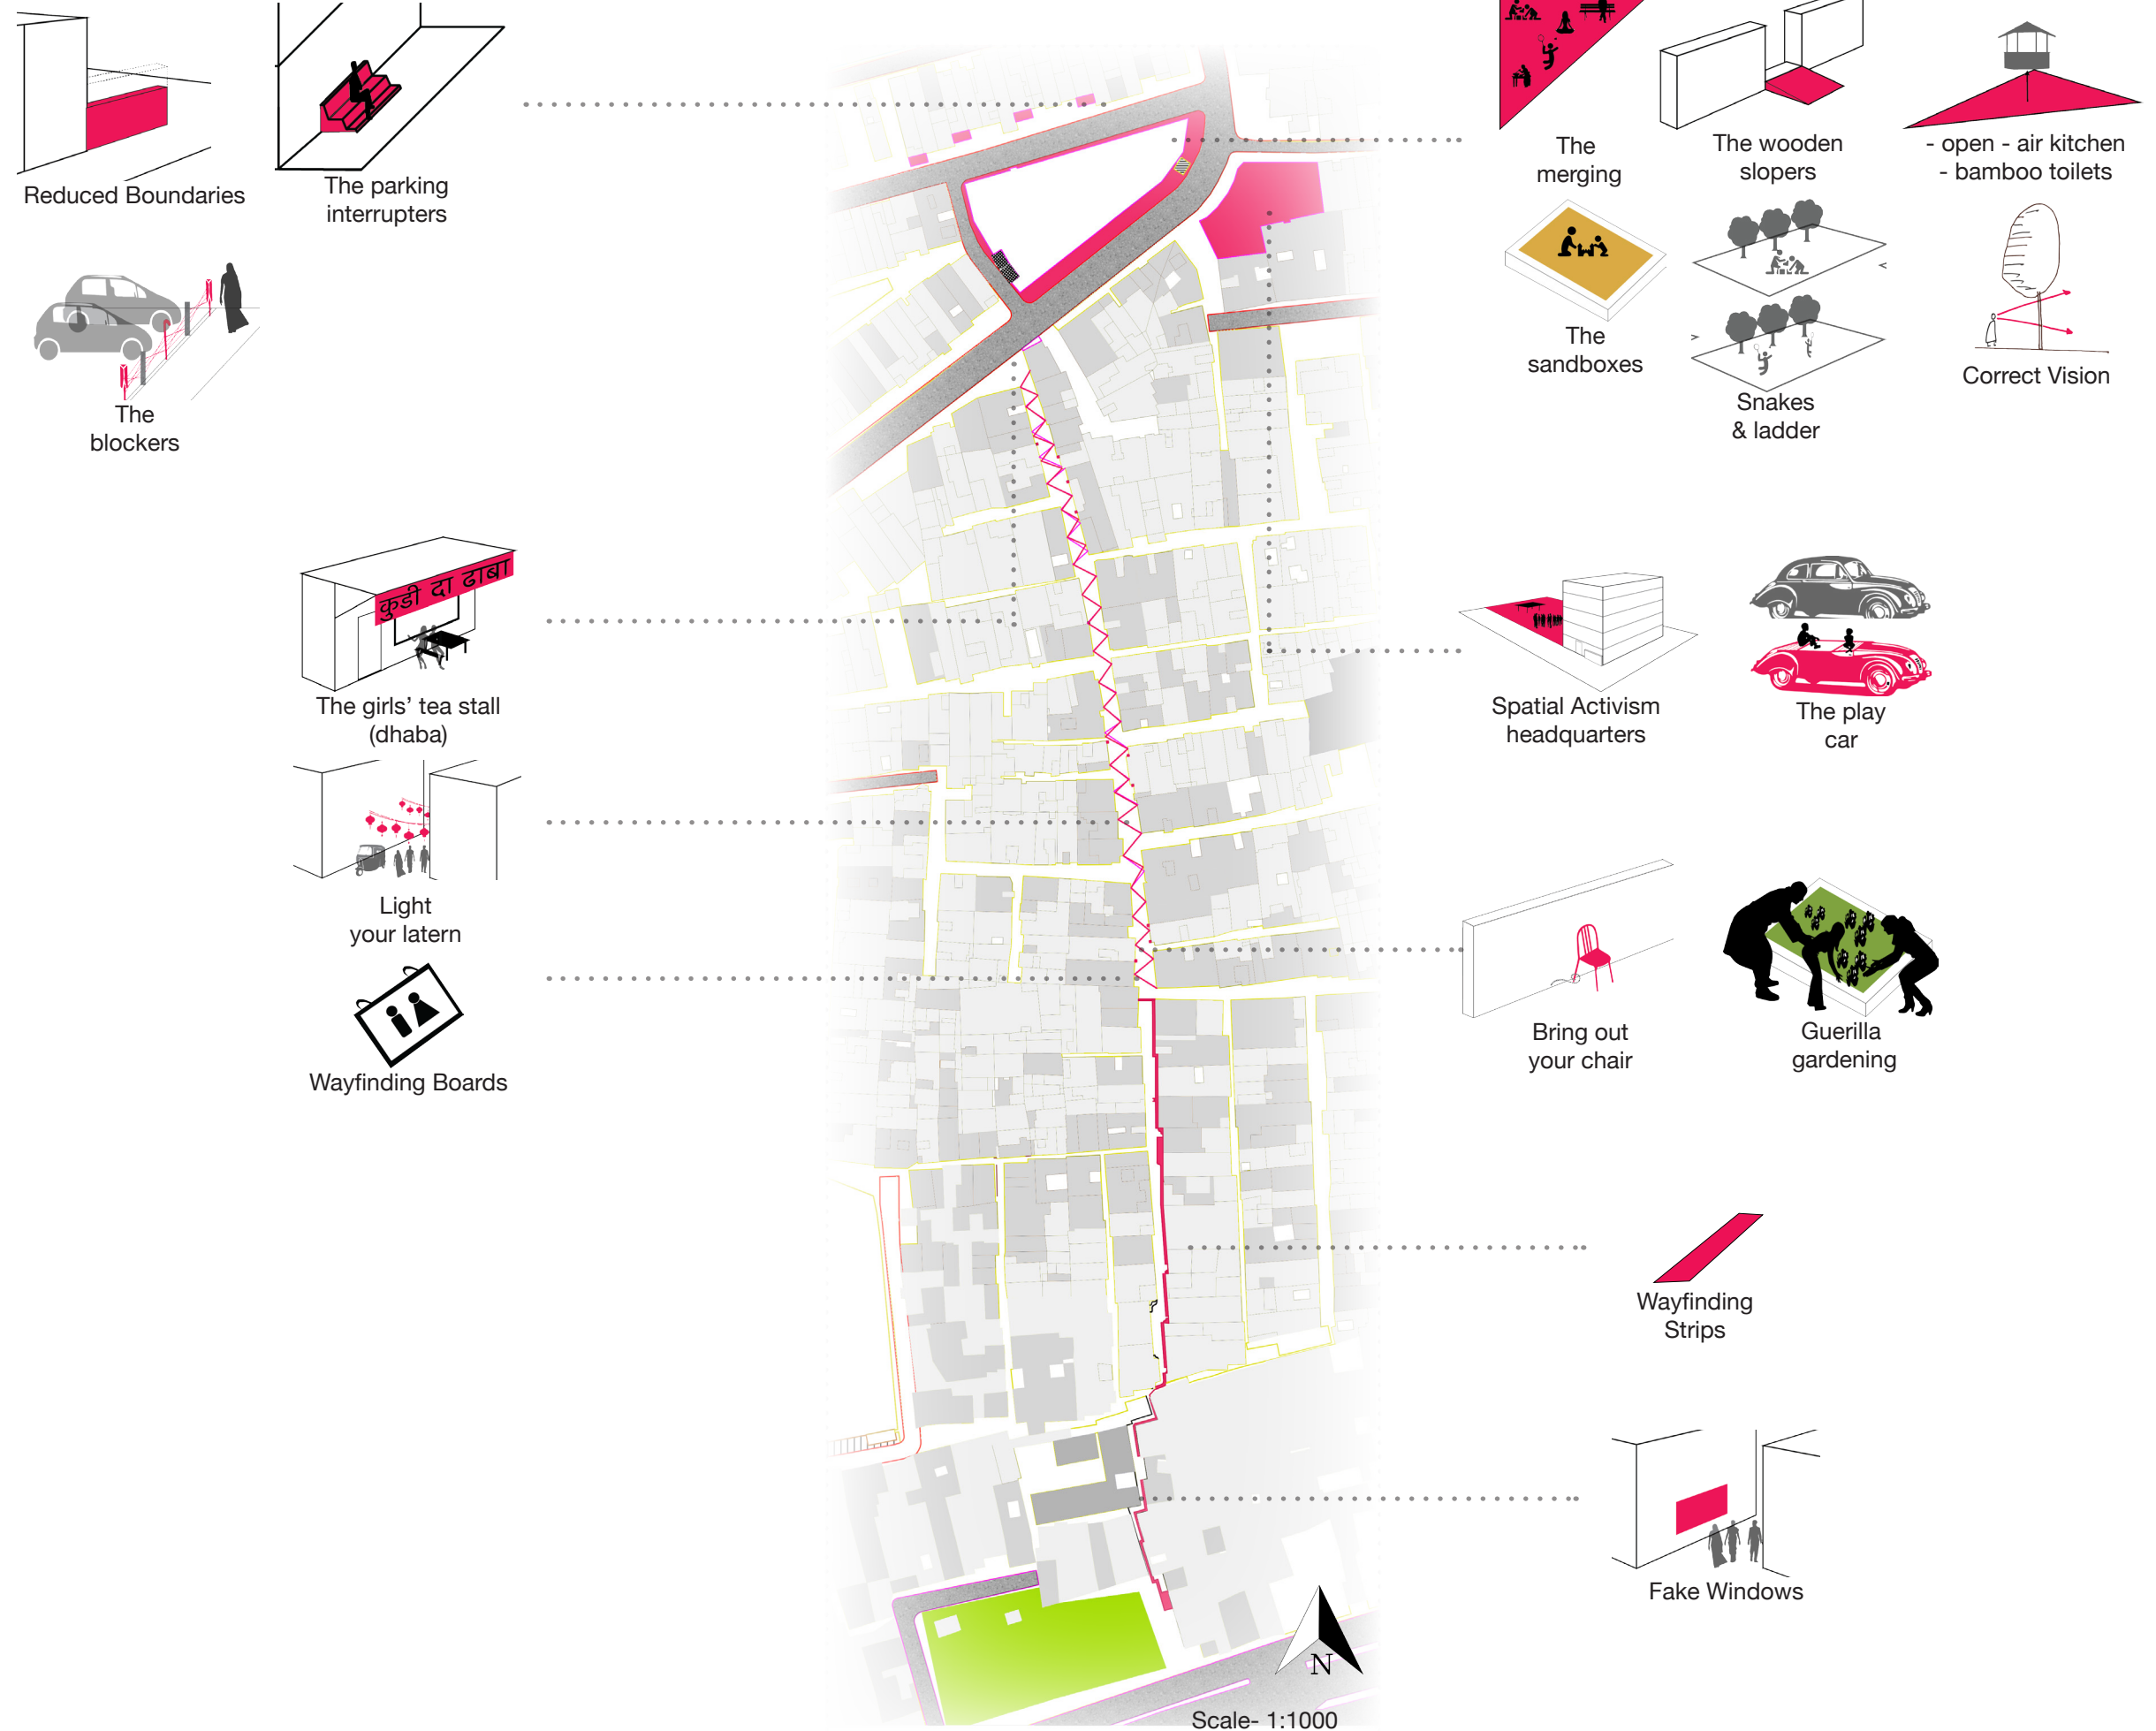 Reduced Boundaries
The parking
interrupters
The
merging
The wooden
slopers
- open - air kitchen
- bamboo toilets
The
blockers
The
sandboxes
Snakes
& ladder
Correct Vision
कुडी दा ढाबा
The girls’ tea stall
(dhaba)
Spatial Activism
headquarters
The play
car
Light
your latern
Wayfinding Boards
Bring out
your chair
Guerilla
gardening
Wayfinding
Strips
Fake Windows
N
Scale- 1:1000